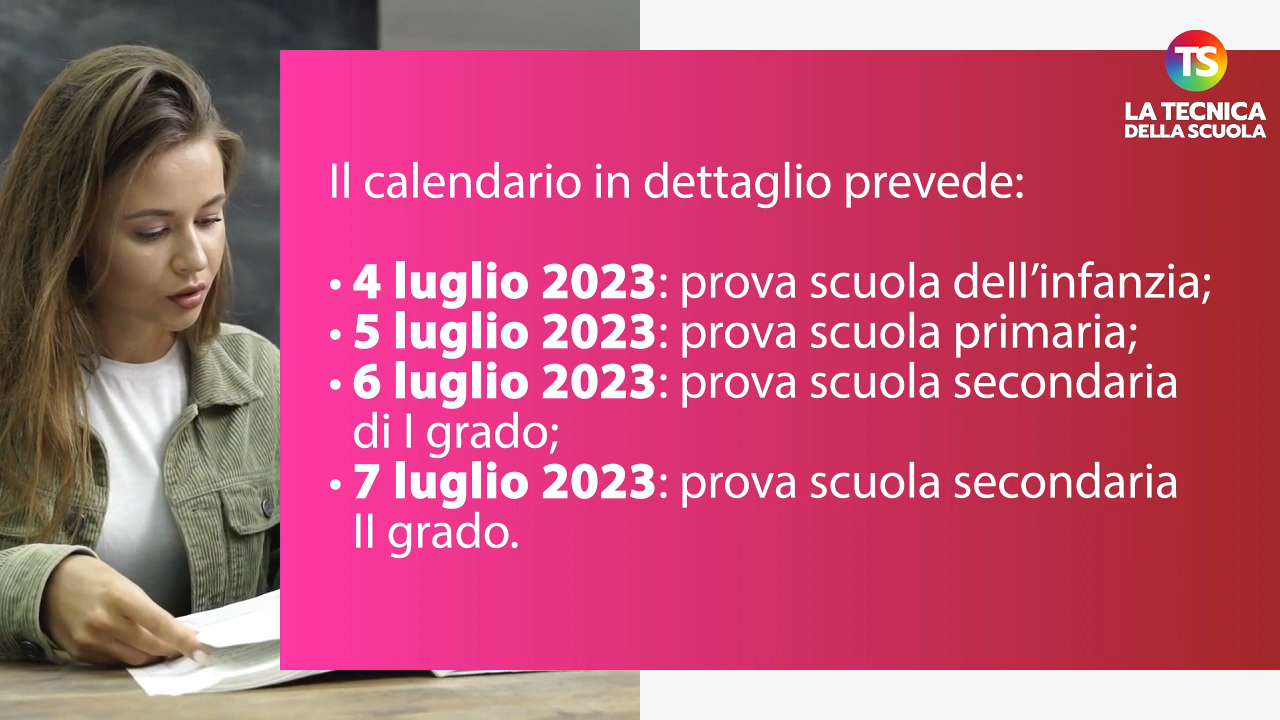 TS
LA TECNICA
DELLA SCUOLA
Il calendario in dettaglio prevede:
• 4 luglio 2023: prova scuola dell’infanzia;
• 5 luglio 2023: prova scuola primaria;
• 6 luglio 2023: prova scuola secondaria
di I grado;
• 7 luglio 2023: prova scuola secondaria
II grado.